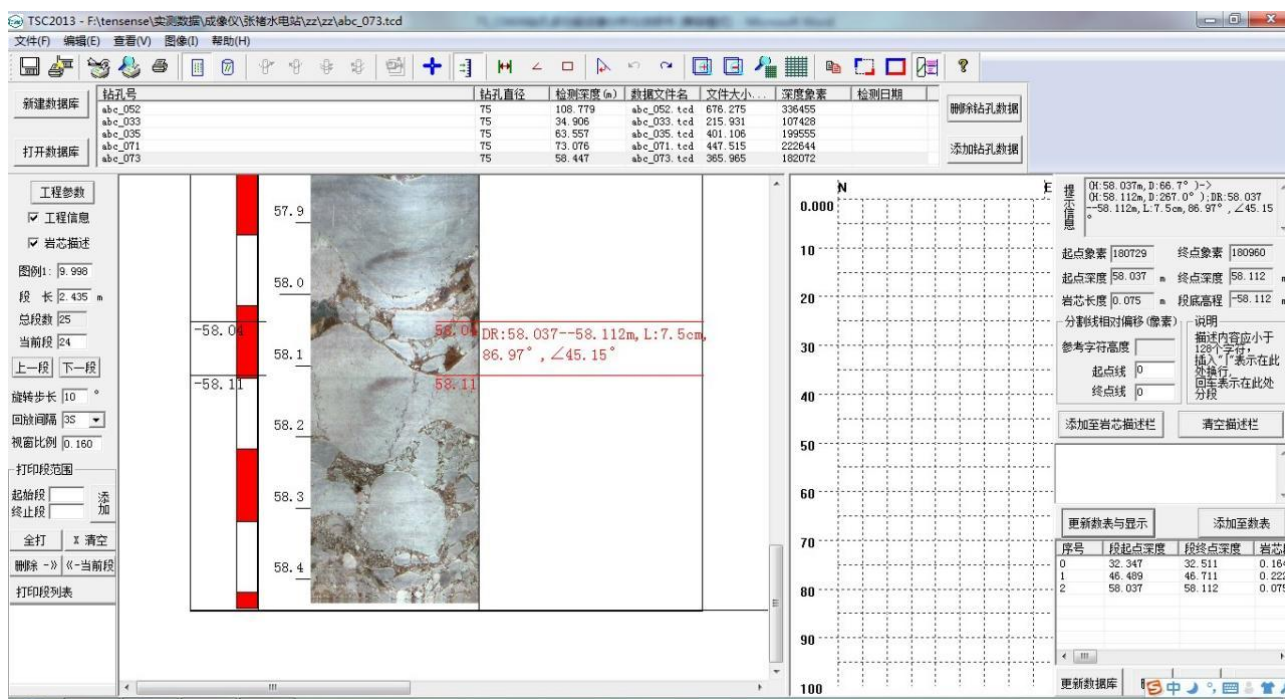 TSC2013 - F:\tensense\实测数据\成像仪\张褚水电站\zz\zz\abc_073.tcd
文件(F) 编辑(E) 查看(V) 图像(I) 帮助(H)
新建数据库
打开数据库
钻孔号 钻孔直径 检测深度(m) 数据文件名 文件大小... 深度象素 检测日期
abc_052 75 108.779 abc_052.tcd 676.275 336455
abc_033 75 34.906 abc_033.tcd 215.931 107428
abc_035 75 63.557 abc_035.tcd 401.106 199555
abc_071 75 73.076 abc_071.tcd 447.515 222644
abc_073 75 58.447 abc_073.tcd 365.965 182072
删除钻孔数据
添加钻孔数据
工程参数
工程信息
岩芯描述
图例1: 9.998
段 长 2.435 m
总段数 25
当前段 24
上一段 下一段
旋转步长 10 °
回放间隔 3S
视窗比例 0.160
打印段范围
起始段
终止段
添加
全打 X 清空
删除 -》 《-当前段
打印段列表
57.9
58.0
58.1
58.2
58.3
58.4
-58.04
-58.11
58.04
58.11
DR:58.037--58.112m,L:7.5cm,
86.97°,∠45.15°
N E
0.000
10
20
30
40
50
60
70
80
90
100
提示信息
(H:58.037m,D:66.7°)->
(H:58.112m,D:267.0°);DR:58.037
--58.112m,L:7.5cm,86.97°,∠45.15
°
起点象素 180729 终点象素 180960
起点深度 58.037 m 终点深度 58.112 m
岩芯长度 0.075 m 段底高程 -58.112 m
分割线相对偏移(象素)
参考字符高度
起点线 0
终点线 0
说明
描述内容应小于
128个字符,
插入"|"表示在此
处换行,
回车表示在此处
分段
添加至岩芯描述栏 清空描述栏
更新数表与显示 添加至数表
序号 段起点深度 段终点深度 岩芯
0 32.347 32.511 0.164
1 46.489 46.711 0.222
2 58.037 58.112 0.075
更新数据库
中